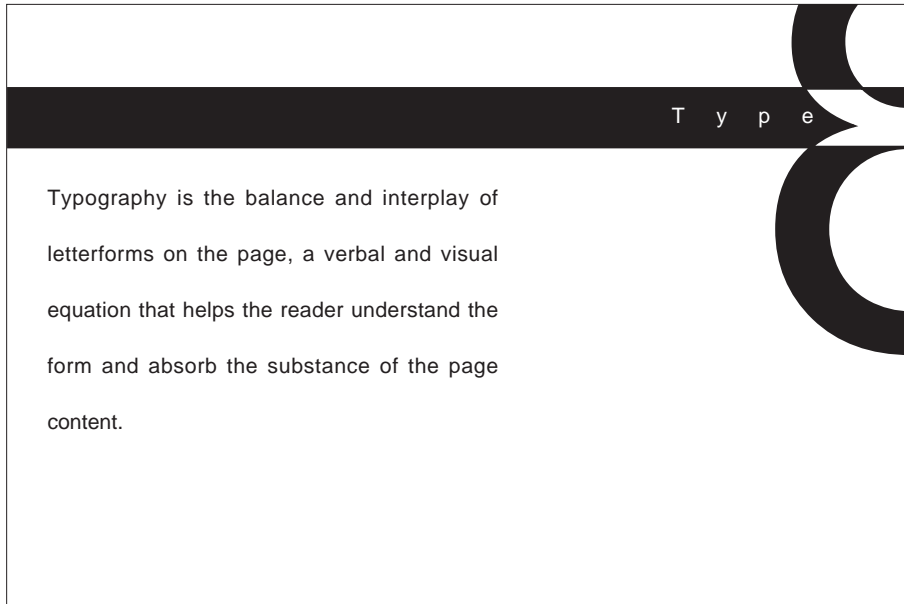 8
T y p e
Typography is the balance and interplay of
letterforms on the page, a verbal and visual
equation that helps the reader understand the
form and absorb the substance of the page
content.